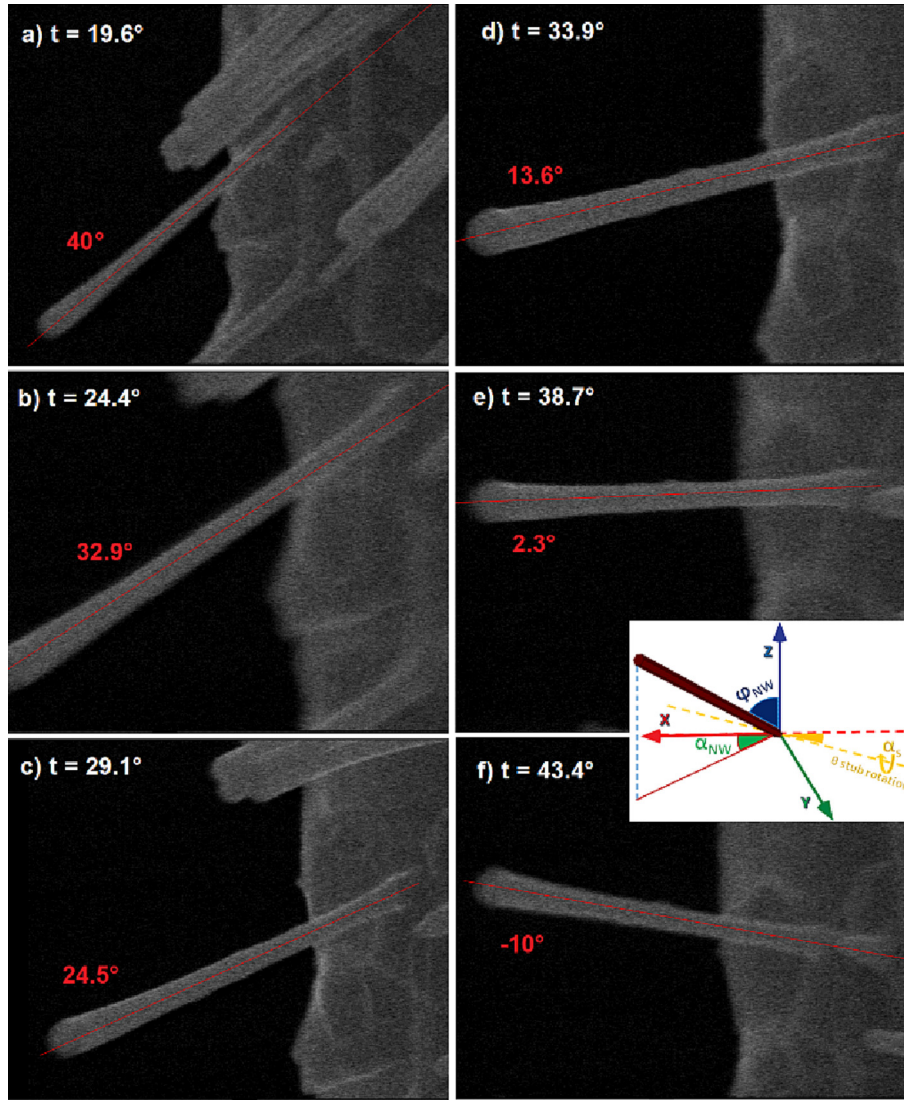 a) t = 19.6°
40°
b) t = 24.4°
32.9°
c) t = 29.1°
24.5°
d) t = 33.9°
13.6°
e) t = 38.7°
2.3°
Z
φNW
X
αNW
αs
θ stub rotation
Y
f) t = 43.4°
-10°